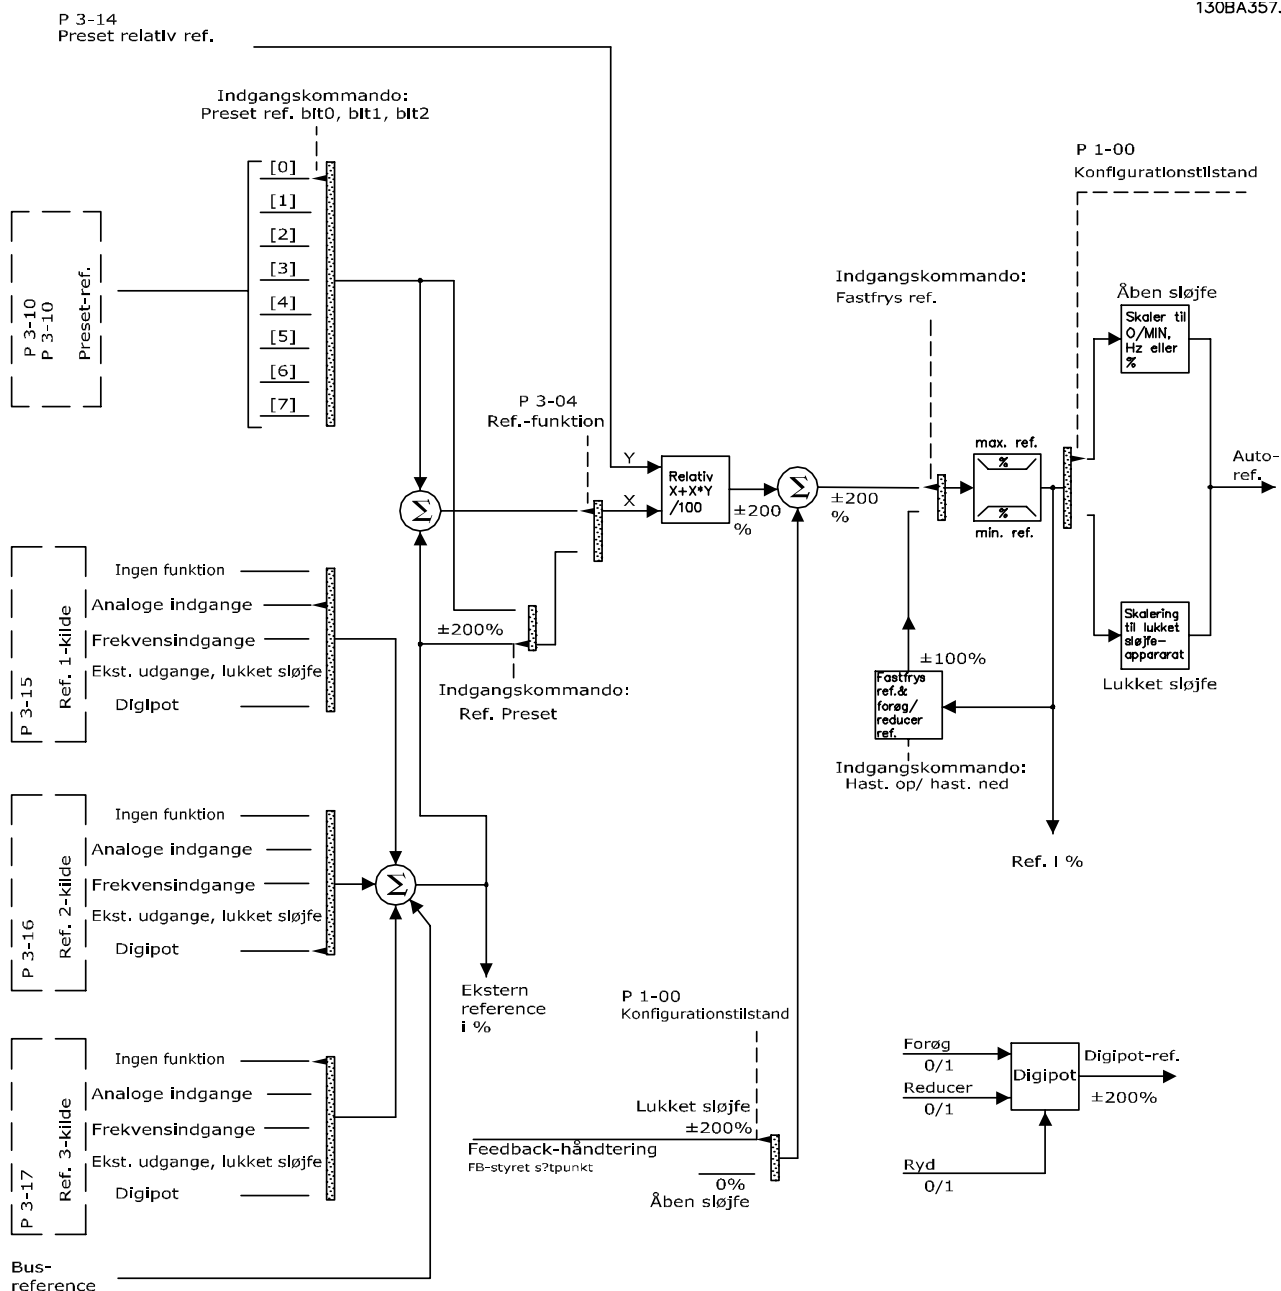 130BA357.
P 3-14
Preset relativ ref.
Indgangskommando:
Preset ref. bit0, bit1, bit2
[0]
[1]
[2]
[3]
[4]
[5]
[6]
[7]
P 3-10
P 3-10
Preset-ref.
P 1-00
Konfigurationstilstand
Indgangskommando:
Fastfrys ref.
Åben sløjfe
Skaler til
O/MIN,
Hz eller
%
P 3-04
Ref.-funktion
Y
X
Relativ
X+X*Y
/100
±200
%
Σ
±200
%
max. ref.
%
%
min. ref.
Auto-
ref.
Σ
±200%
Indgangskommando:
Ref. Preset
Skalering
til lukket
sløjfe-
appararat
Lukket sløjfe
±100%
Fastfrys
ref.&
forøg/
reducer
ref.
Indgangskommando:
Hast. op/ hast. ned
Ref. I %
P 3-15
Ref. 1-kilde
Ingen funktion
Analoge indgange
Frekvensindgange
Ekst. udgange, lukket sløjfe
Digipot
P 3-16
Ref. 2-kilde
Ingen funktion
Analoge indgange
Frekvensindgange
Ekst. udgange, lukket sløjfe
Digipot
Σ
Ekstern
reference
i %
P 3-17
Ref. 3-kilde
Ingen funktion
Analoge indgange
Frekvensindgange
Ekst. udgange, lukket sløjfe
Digipot
Bus-
reference
P 1-00
Konfigurationstilstand
Lukket sløjfe
±200%
Feedback-håndtering
FB-styret s?tpunkt
0%
Åben sløjfe
Forøg
0/1
Reducer
0/1
Ryd
0/1
Digipot
Digipot-ref.
±200%